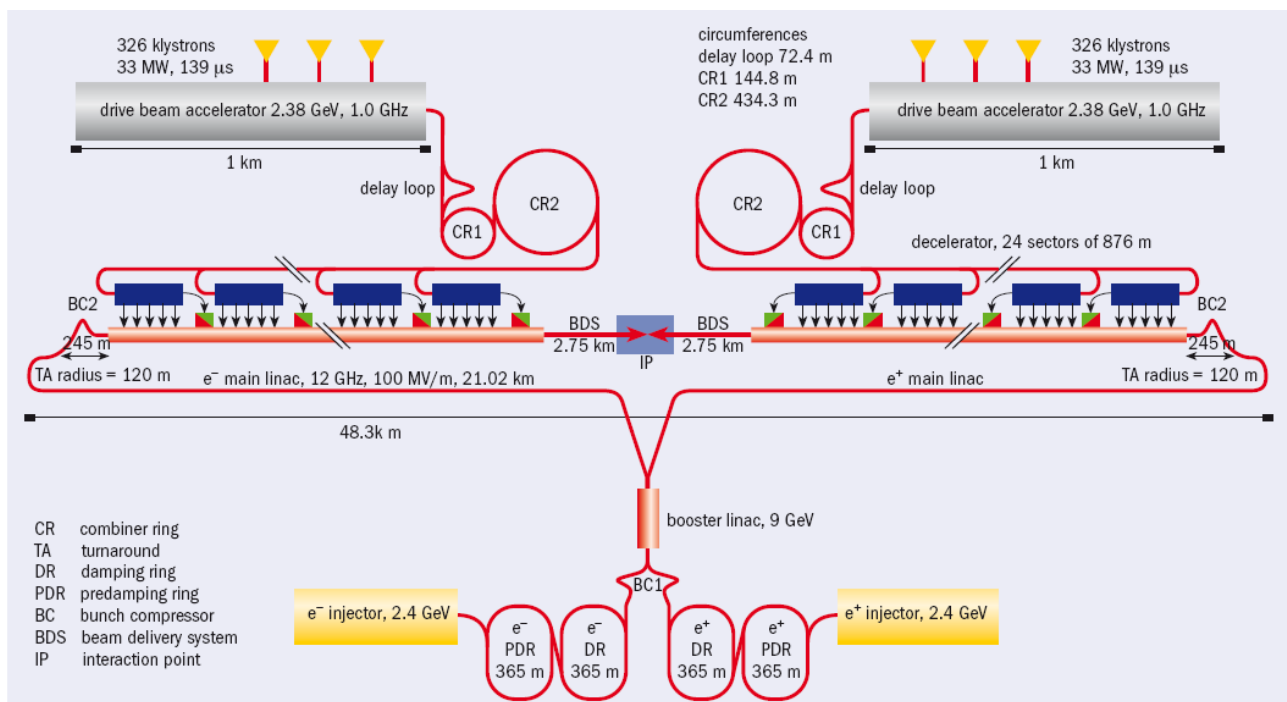 326 klystrons
33 MW, 139 μs
circumferences
delay loop 72.4 m
CR1 144.8 m
CR2 434.3 m
326 klystrons
33 MW, 139 μs
drive beam accelerator 2.38 GeV, 1.0 GHz
drive beam accelerator 2.38 GeV, 1.0 GHz
1 km
1 km
delay loop
CR2
CR1
CR2
CR1
delay loop
decelerator, 24 sectors of 876 m
BC2
BC2
245 m
BDS
2.75 km
IP
BDS
2.75 km
245 m
TA radius = 120 m
e⁻ main linac, 12 GHz, 100 MV/m, 21.02 km
e⁺ main linac
TA radius = 120 m
48.3k m
booster linac, 9 GeV
BC1
CR combiner ring
TA turnaround
DR damping ring
PDR predamping ring
BC bunch compressor
BDS beam delivery system
IP interaction point
e⁻ injector, 2.4 GeV
e⁻
PDR
365 m
e⁻
DR
365 m
e⁺
DR
365 m
e⁺
PDR
365 m
e⁺ injector, 2.4 GeV